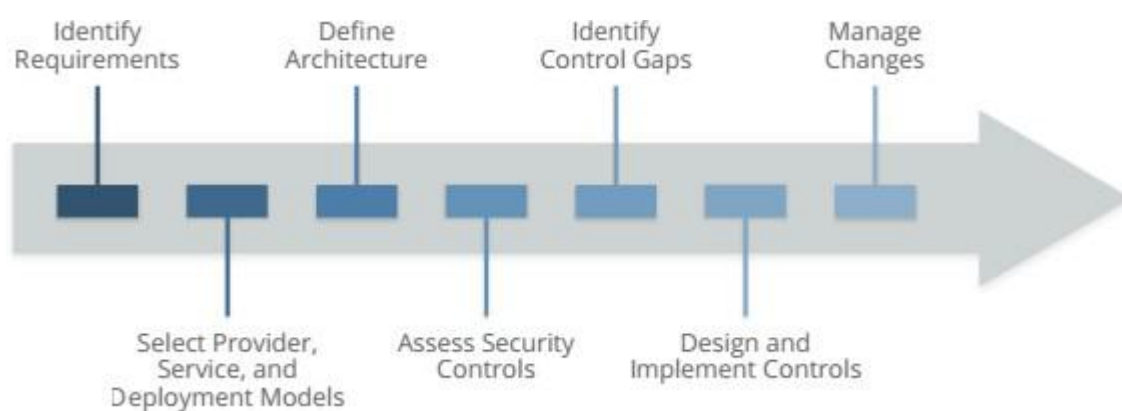 Identify
Requirements
Define
Architecture
Identify
Control Gaps
Manage
Changes
Select Provider,
Service, and
Deployment Models
Assess Security
Controls
Design and
Implement Controls